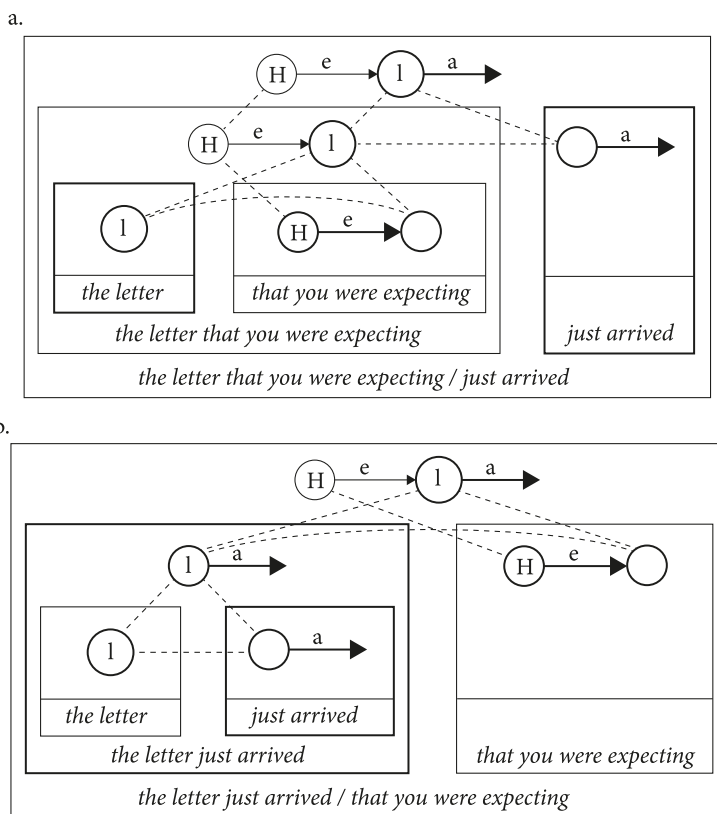 a.
H e l a
H e l a
l H e
the letter that you were expecting
the letter that you were expecting just arrived
the letter that you were expecting / just arrived
b.
H e l a
l a H e
l a
the letter just arrived
the letter just arrived that you were expecting
the letter just arrived / that you were expecting